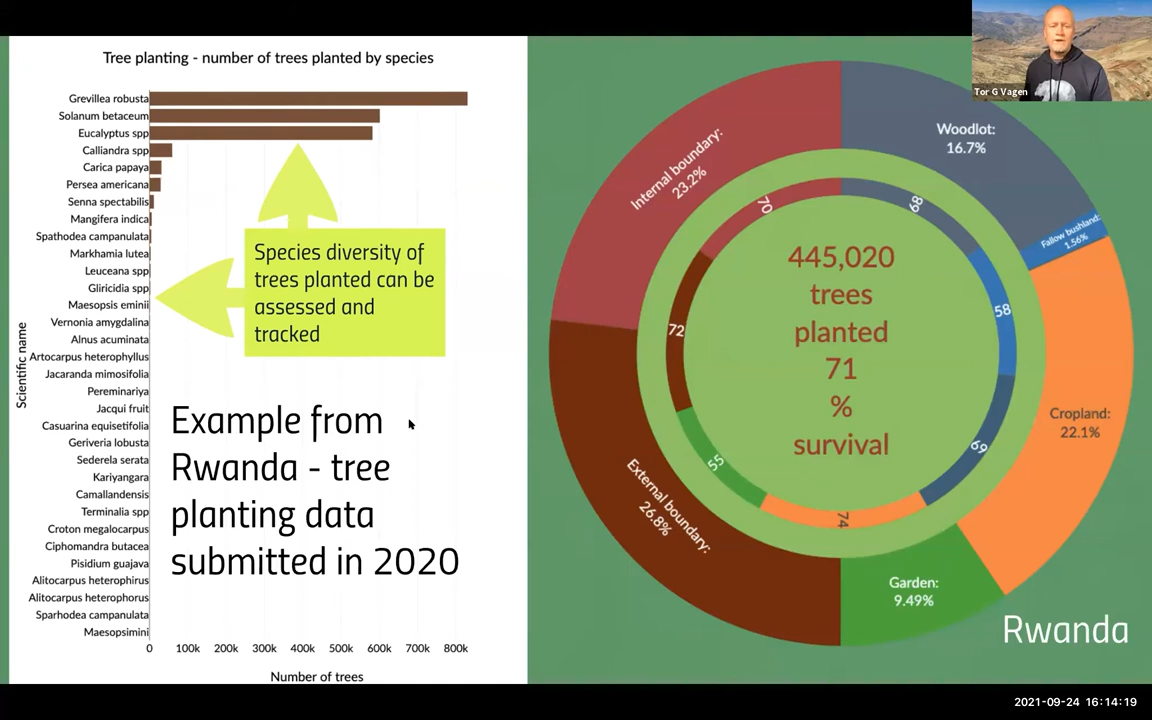 Tree planting - number of trees planted by species
Grevillea robusta
Solanum betaceum
Eucalyptus spp
Calliandra spp
Carica papaya
Persea americana
Senna spectabilis
Mangifera indica
Spathodea campanulata
Markhamia lutea
Leuceana spp
Gliricidia spp
Maesopsis eminii
Vernonia amygdalina
Alnus acuminata
Artocarpus heterophyllus
Jacaranda mimosifolia
Pereminariya
Jacqui fruit
Casuarina equisetifolia
Geriveria lobusta
Sederela serata
Kariyangara
Camallandensis
Terminalia spp
Croton megalocarpus
Ciphomandra butacea
Pisidium guajava
Alitocarpus heterophirus
Alitocarpus heterophorus
Sparhodea campanulata
Maesopsimini
Scientific name
0 100k 200k 300k 400k 500k 600k 700k 800k
Number of trees
Species diversity of
trees planted can be
assessed and
tracked
Example from
Rwanda - tree
planting data
submitted in 2020
Internal boundary:
23.2%
Woodlot:
16.7%
Fallow bushland:
1.56%
Cropland:
22.1%
Garden:
9.49%
External boundary:
26.8%
70
68
58
69
74
55
72
445,020
trees
planted
71
%
survival
Rwanda
Tor G Vagen
2021-09-24 16:14:19